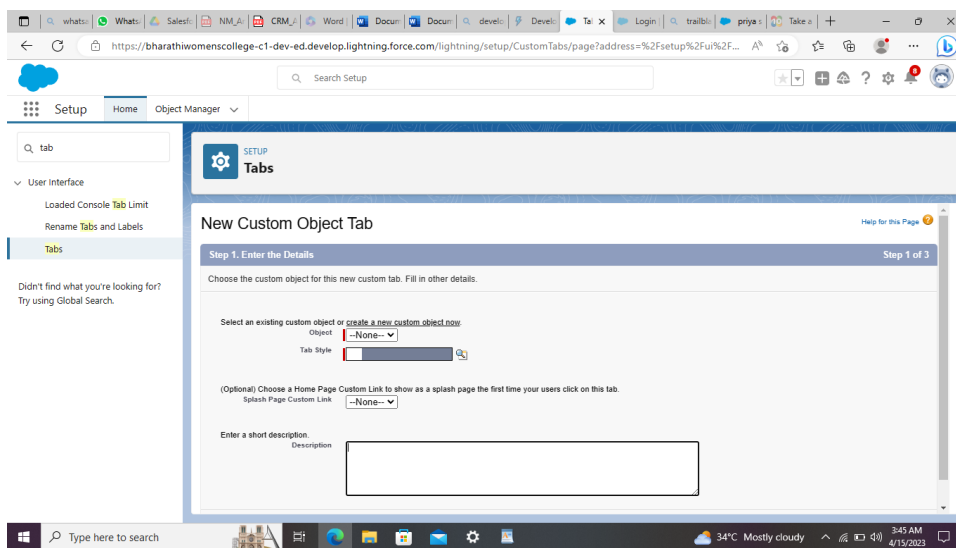 whatsa
Whats
Salesfo
NM_A
CRM_A
Word |
Docum
Docum
develo
Develo
Tal
Login |
trailbla
priya s
Take a
https://bharathiwomenscollege-c1-dev-ed.develop.lightning.force.com/lightning/setup/CustomTabs/page?address=%2Fsetup%2Fui%2F...
Search Setup
8
Setup
Home
Object Manager
tab
User Interface
Loaded Console Tab Limit
Rename Tabs and Labels
Tabs
Didn't find what you're looking for?
Try using Global Search.
SETUP
Tabs
New Custom Object Tab
Help for this Page
Step 1. Enter the Details
Step 1 of 3
Choose the custom object for this new custom tab. Fill in other details.
Select an existing custom object or create a new custom object now.
Object
--None--
Tab Style
(Optional) Choose a Home Page Custom Link to show as a splash page the first time your users click on this tab.
Splash Page Custom Link
--None--
Enter a short description.
Description
Type here to search
34°C Mostly cloudy
3:45 AM
4/15/2023